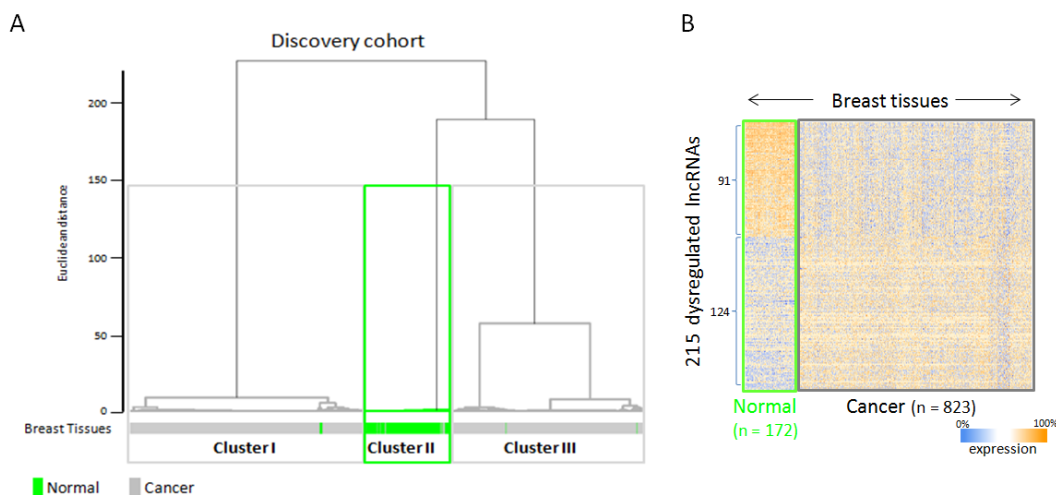 A
Discovery cohort
Euclidean distance
200
150
100
50
0
Breast Tissues
Cluster I
Cluster II
Cluster III
Normal
Cancer
B
Breast tissues
215 dysregulated lncRNAs
91
124
Normal
(n = 172)
Cancer (n = 823)
0%
100%
expression